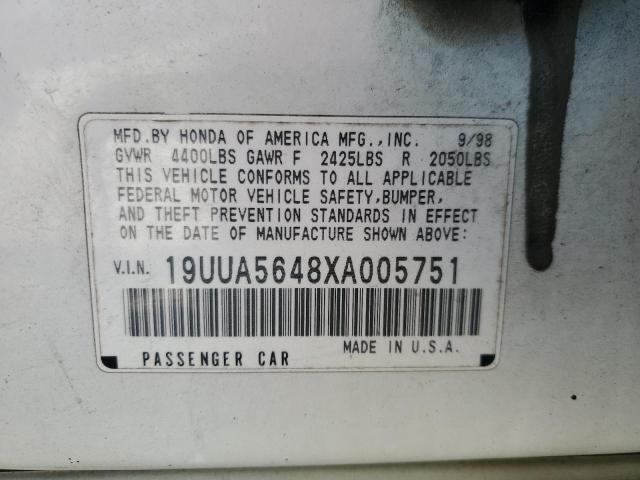 MFD.BY HONDA OF AMERICA MFG.,INC. 9/98
GVWR 4400LBS GAWR F 2425LBS R 2050LBS
THIS VEHICLE CONFORMS TO ALL APPLICABLE
FEDERAL MOTOR VEHICLE SAFETY,BUMPER,
AND THEFT PREVENTION STANDARDS IN EFFECT
ON THE DATE OF MANUFACTURE SHOWN ABOVE:
V.I.N. 19UUA5648XA005751
PASSENGER CAR MADE IN U.S.A.